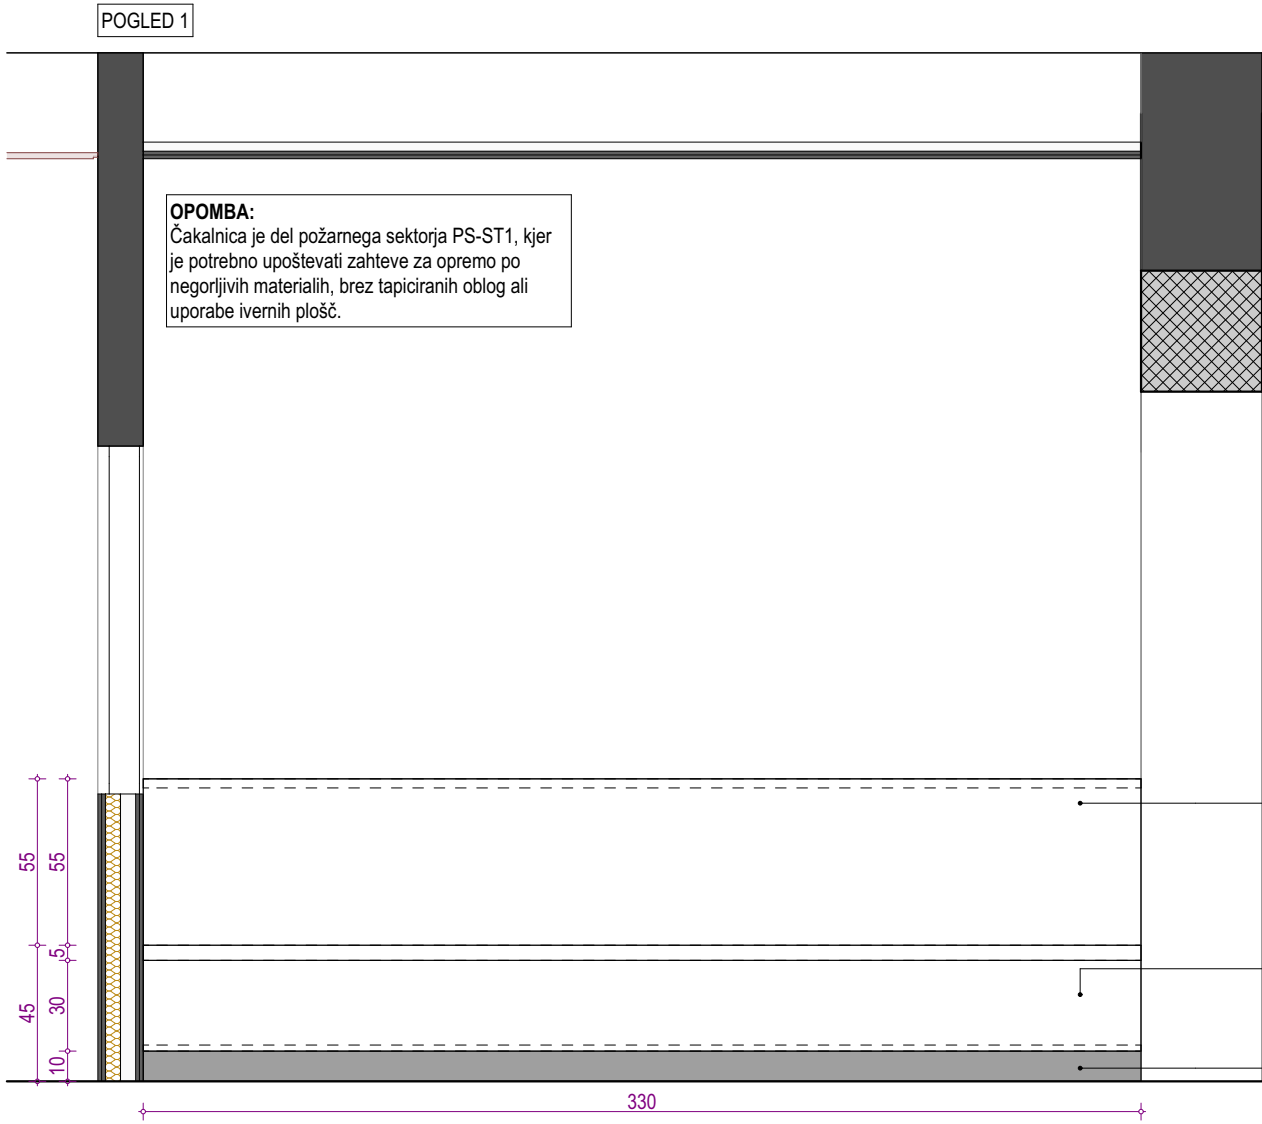 POGLED 1
OPOMBA:
Čakalnica je del požarnega sektorja PS-ST1, kjer
je potrebno upoštevati zahteve za opremo po
negorljivih materialih, brez tapiciranih oblog ali
uporabe ivernih plošč.
55
55
5
45
30
10
330